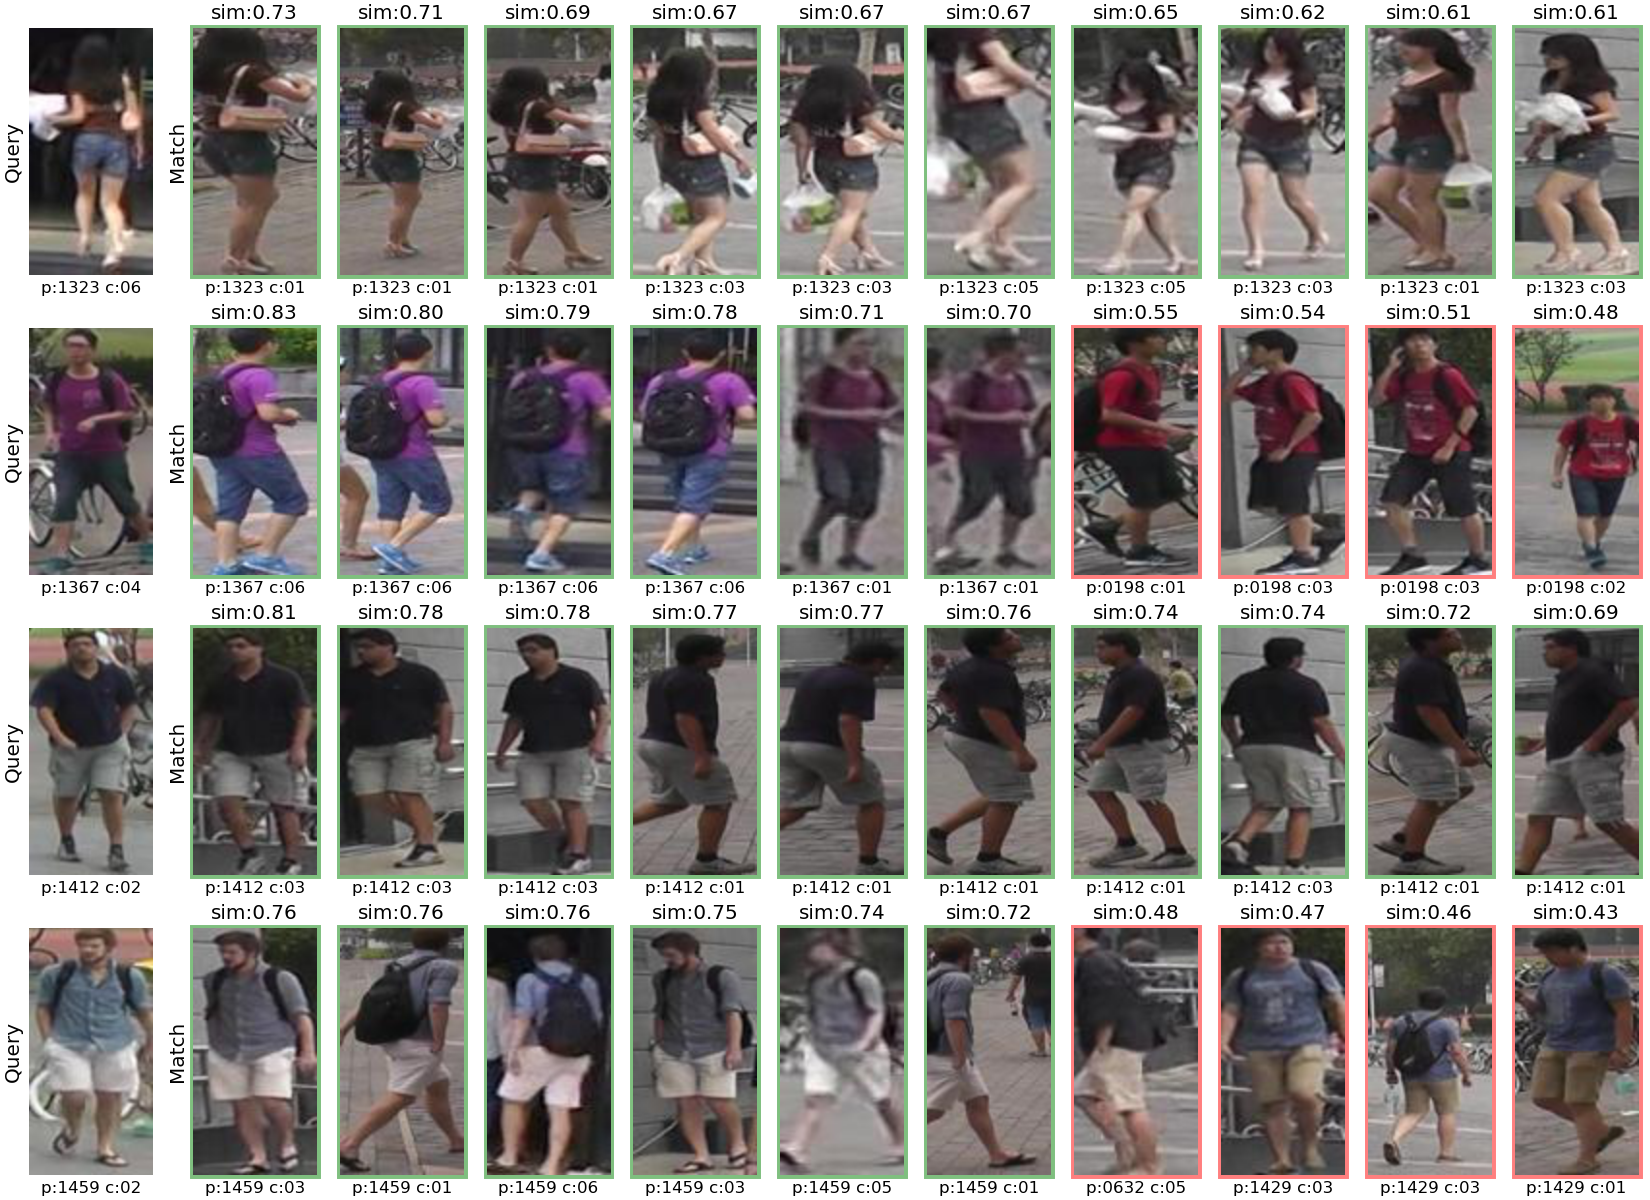 sim:0.73 sim:0.71 sim:0.69 sim:0.67 sim:0.67 sim:0.67 sim:0.65 sim:0.62 sim:0.61 sim:0.61
Query
Match
p:1323 c:06 p:1323 c:01 p:1323 c:01 p:1323 c:01 p:1323 c:03 p:1323 c:03 p:1323 c:05 p:1323 c:05 p:1323 c:03 p:1323 c:01 p:1323 c:03
sim:0.83 sim:0.80 sim:0.79 sim:0.78 sim:0.71 sim:0.70 sim:0.55 sim:0.54 sim:0.51 sim:0.48
Query
Match
p:1367 c:04 p:1367 c:06 p:1367 c:06 p:1367 c:06 p:1367 c:06 p:1367 c:01 p:1367 c:01 p:0198 c:01 p:0198 c:03 p:0198 c:03 p:0198 c:02
sim:0.81 sim:0.78 sim:0.78 sim:0.77 sim:0.77 sim:0.76 sim:0.74 sim:0.74 sim:0.72 sim:0.69
Query
Match
p:1412 c:02 p:1412 c:03 p:1412 c:03 p:1412 c:03 p:1412 c:01 p:1412 c:01 p:1412 c:01 p:1412 c:01 p:1412 c:03 p:1412 c:01 p:1412 c:01
sim:0.76 sim:0.76 sim:0.76 sim:0.75 sim:0.74 sim:0.72 sim:0.48 sim:0.47 sim:0.46 sim:0.43
Query
Match
p:1459 c:02 p:1459 c:03 p:1459 c:01 p:1459 c:06 p:1459 c:03 p:1459 c:05 p:1459 c:01 p:0632 c:05 p:1429 c:03 p:1429 c:03 p:1429 c:01